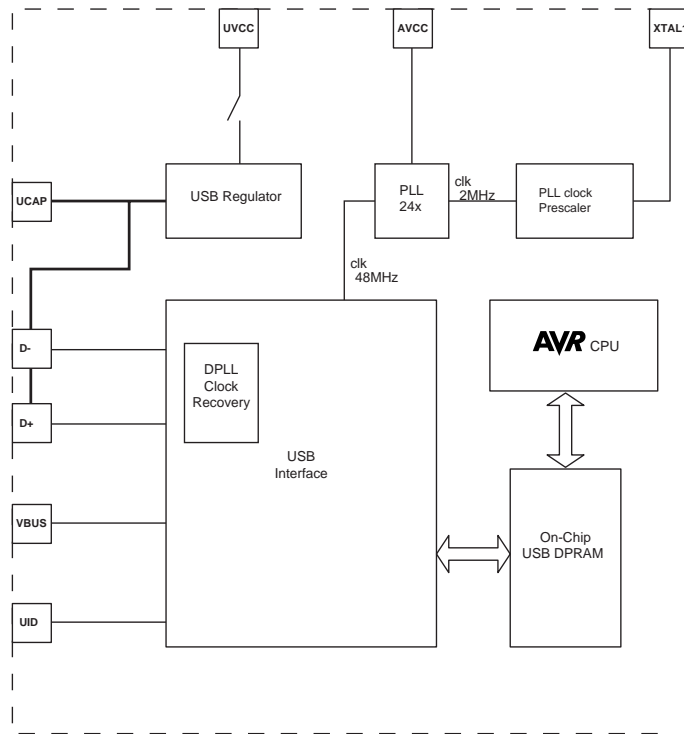 UVCC
AVCC
XTAL1
UCAP
USB Regulator
PLL
24x
clk
2MHz
PLL clock
Prescaler
clk
48MHz
D-
D+
DPLL
Clock
Recovery
USB
Interface
AVR CPU
VBUS
On-Chip
USB DPRAM
UID